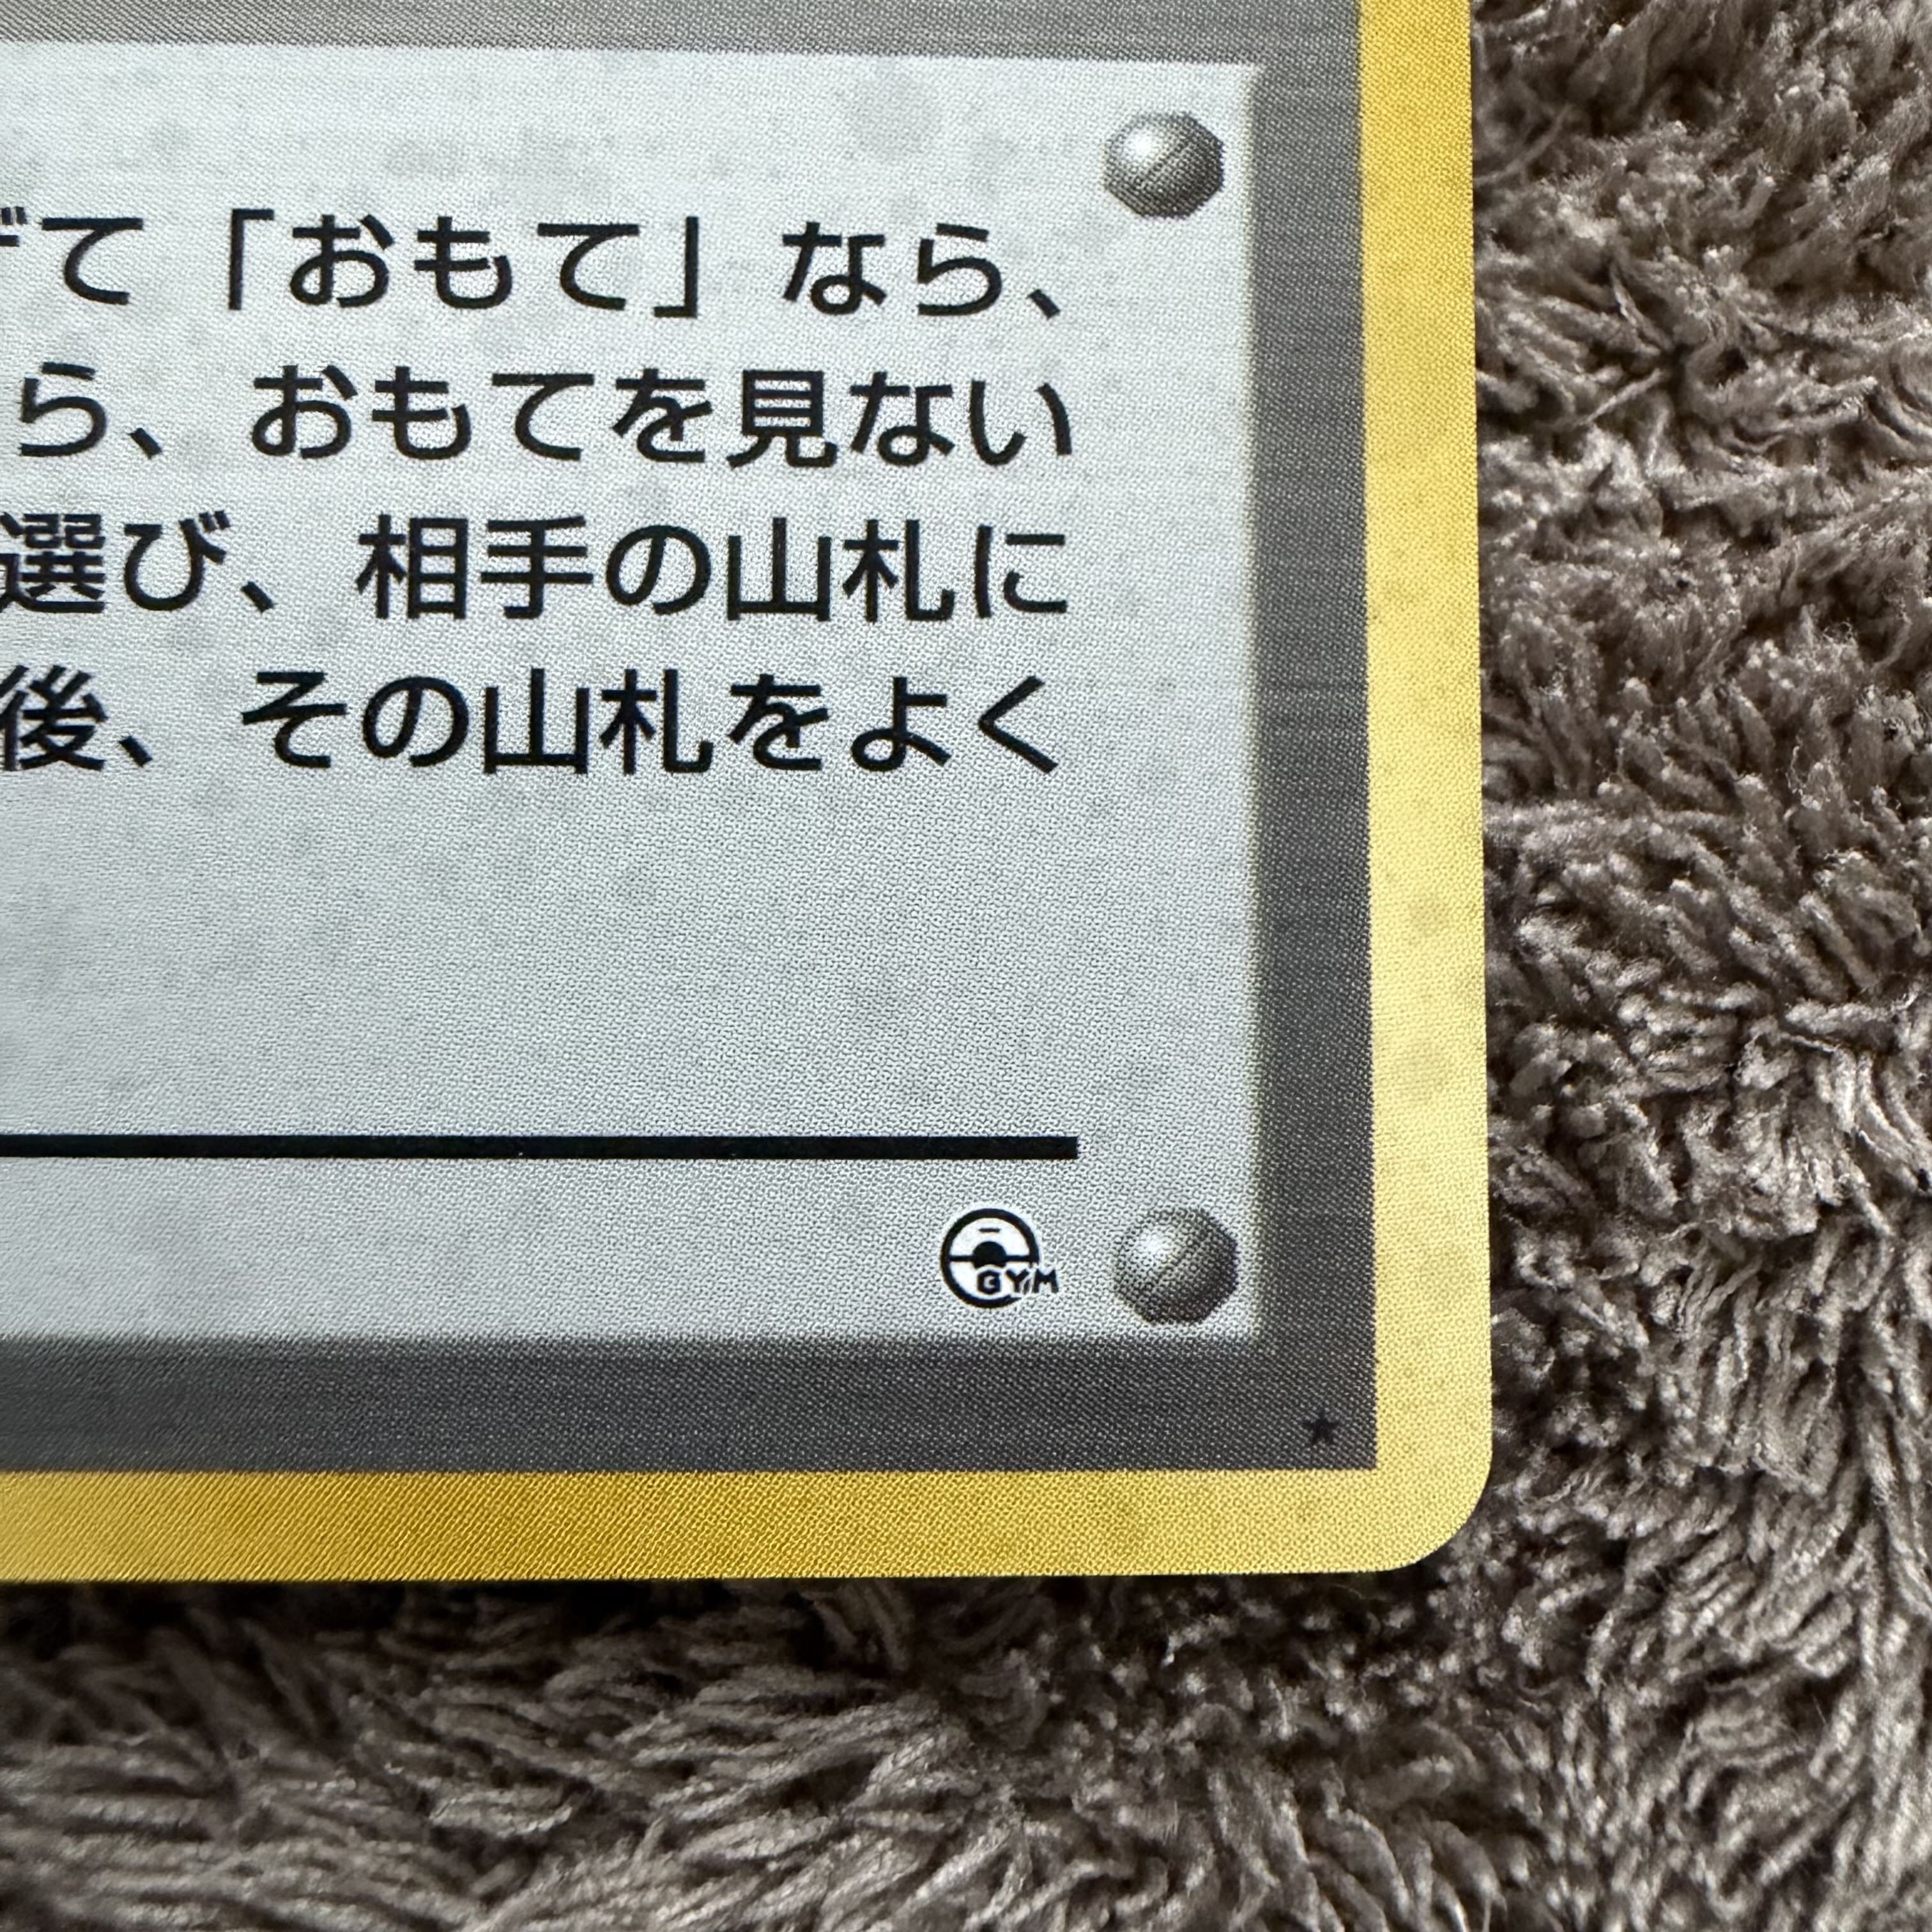 げて「おもて」なら、
ら、おもてを見ない
選び、相手の山札に
後、その山札をよく
GYM
★